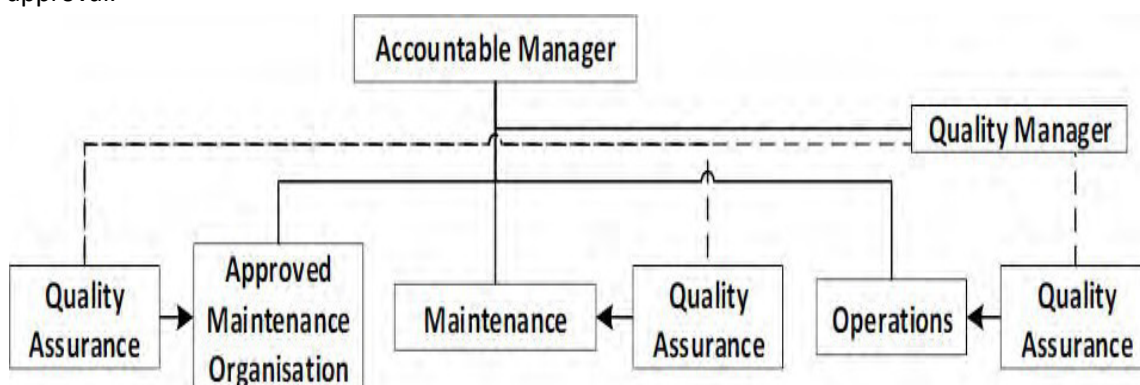 approval.
Accountable Manager
Quality Manager
Quality
Assurance
Approved
Maintenance
Organisation
Maintenance
Quality
Assurance
Operations
Quality
Assurance